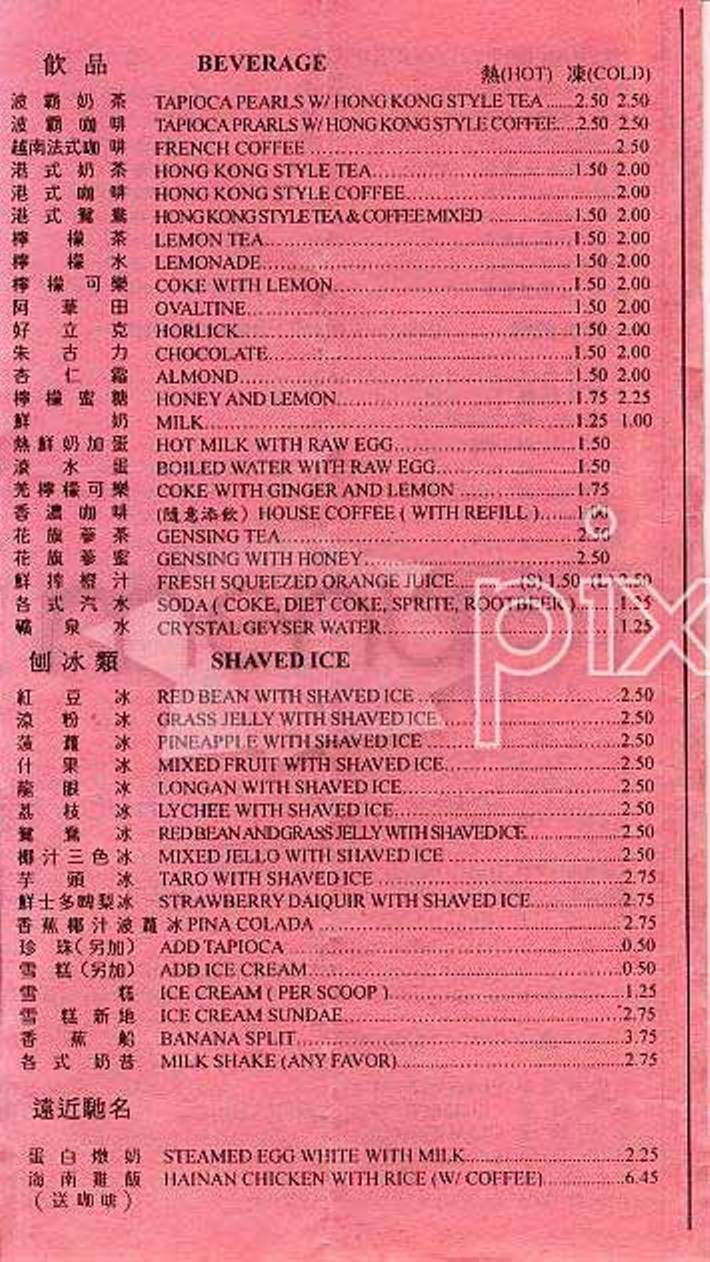 飲 品 BEVERAGE 熱(HOT) 凍(COLD)
波 霸 奶 茶 TAPIOCA PEARLS W/ HONG KONG STYLE TEA ......2.50 2.50
波 霸 咖 啡 TAPIOCA PRARLS W/ HONG KONG STYLE COFFEE....2.50 2.50
越南法式咖 啡 FRENCH COFFEE ...2.50
港 式 奶 茶 HONG KONG STYLE TEA...1.50 2.00
港 式 咖 啡 HONG KONG STYLE COFFEE...2.00
港 式 鴛 鴦 HONG KONG STYLE TEA & COFFEE MIXED ...1.50 2.00
檸 檬 茶 LEMON TEA...1.50 2.00
檸 檬 水 LEMONADE...1.50 2.00
檸 檬 可 樂 COKE WITH LEMON...1.50 2.00
阿 華 田 OVALTINE...1.50 2.00
好 立 克 HORLICK...1.50 2.00
朱 古 力 CHOCOLATE...1.50 2.00
杏 仁 霜 ALMOND...1.50 2.00
檸 檬 蜜 糖 HONEY AND LEMON...1.75 2.25
鮮 奶 MILK...1.25 1.00
熱 鮮 奶 加 蛋 HOT MILK WITH RAW EGG...1.50
滾 水 蛋 BOILED WATER WITH RAW EGG...1.50
羌 檸 檬 可 樂 COKE WITH GINGER AND LEMON ...1.75
香 濃 咖 啡 (隨意添飲) HOUSE COFFEE ( WITH REFILL )...1.00
花 旗 蔘 茶 GENSING TEA...2.50
花 旗 蔘 蜜 GENSING WITH HONEY...2.50
鮮 搾 橙 汁 FRESH SQUEEZED ORANGE JUICE...(S) 1.50 (L) 2.50
各 式 汽 水 SODA ( COKE, DIET COKE, SPRITE, ROOTBEER )...1.25
礦 泉 水 CRYSTAL GEYSER WATER...1.25
刨 冰 類 SHAVED ICE
紅 豆 冰 RED BEAN WITH SHAVED ICE ...2.50
涼 粉 冰 GRASS JELLY WITH SHAVED ICE...2.50
菠 蘿 冰 PINEAPPLE WITH SHAVED ICE ...2.50
什 果 冰 MIXED FRUIT WITH SHAVED ICE...2.50
龍 眼 冰 LONGAN WITH SHAVED ICE...2.50
荔 枝 冰 LYCHEE WITH SHAVED ICE...2.50
鴛 鴦 冰 RED BEAN AND GRASS JELLY WITH SHAVED ICE...2.50
椰 汁 三 色 冰 MIXED JELLO WITH SHAVED ICE ...2.50
芋 頭 冰 TARO WITH SHAVED ICE ...2.75
鮮士多啤梨冰 STRAWBERRY DAIQUIR WITH SHAVED ICE...2.75
香 蕉 椰 汁 波 蘿 冰 PINA COLADA ...2.75
珍 珠(另加) ADD TAPIOCA...0.50
雪 糕(另加) ADD ICE CREAM...0.50
雪 糕 ICE CREAM ( PER SCOOP )...1.25
雪 糕 新 地 ICE CREAM SUNDAE...2.75
香 蕉 船 BANANA SPLIT...3.75
各 式 奶 昔 MILK SHAKE (ANY FAVOR)...2.75
遠近馳名
蛋 白 燉 奶 STEAMED EGG WHITE WITH MILK...2.25
海 南 雞 飯 HAINAN CHICKEN WITH RICE (W/ COFFEE)...6.45
(送咖啡)